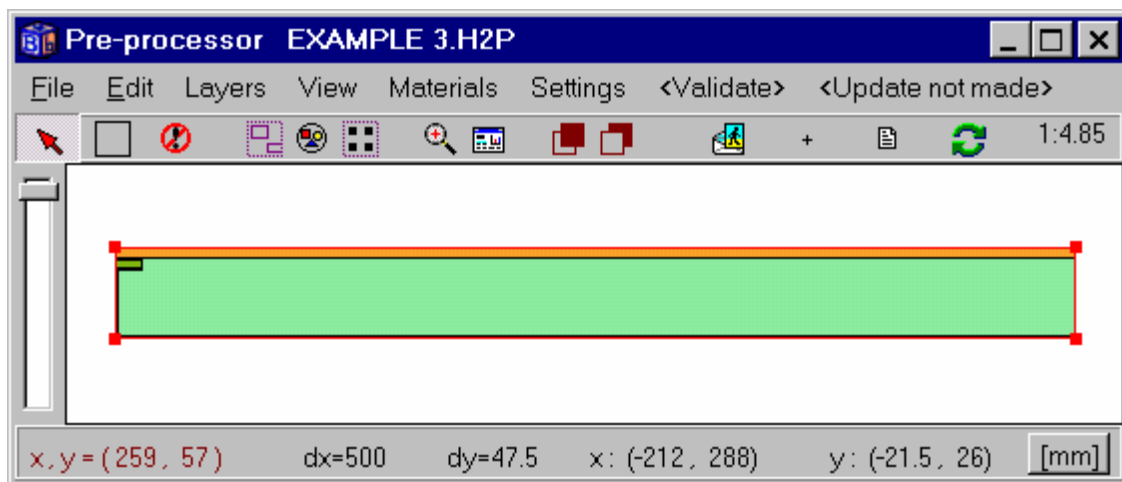 Pre-processor EXAMPLE 3.H2P
File Edit Layers View Materials Settings <Validate> <Update not made>
1:4.85
x,y=(259, 57) dx=500 dy=47.5 x: (-212, 288) y: (-21.5, 26) [mm]